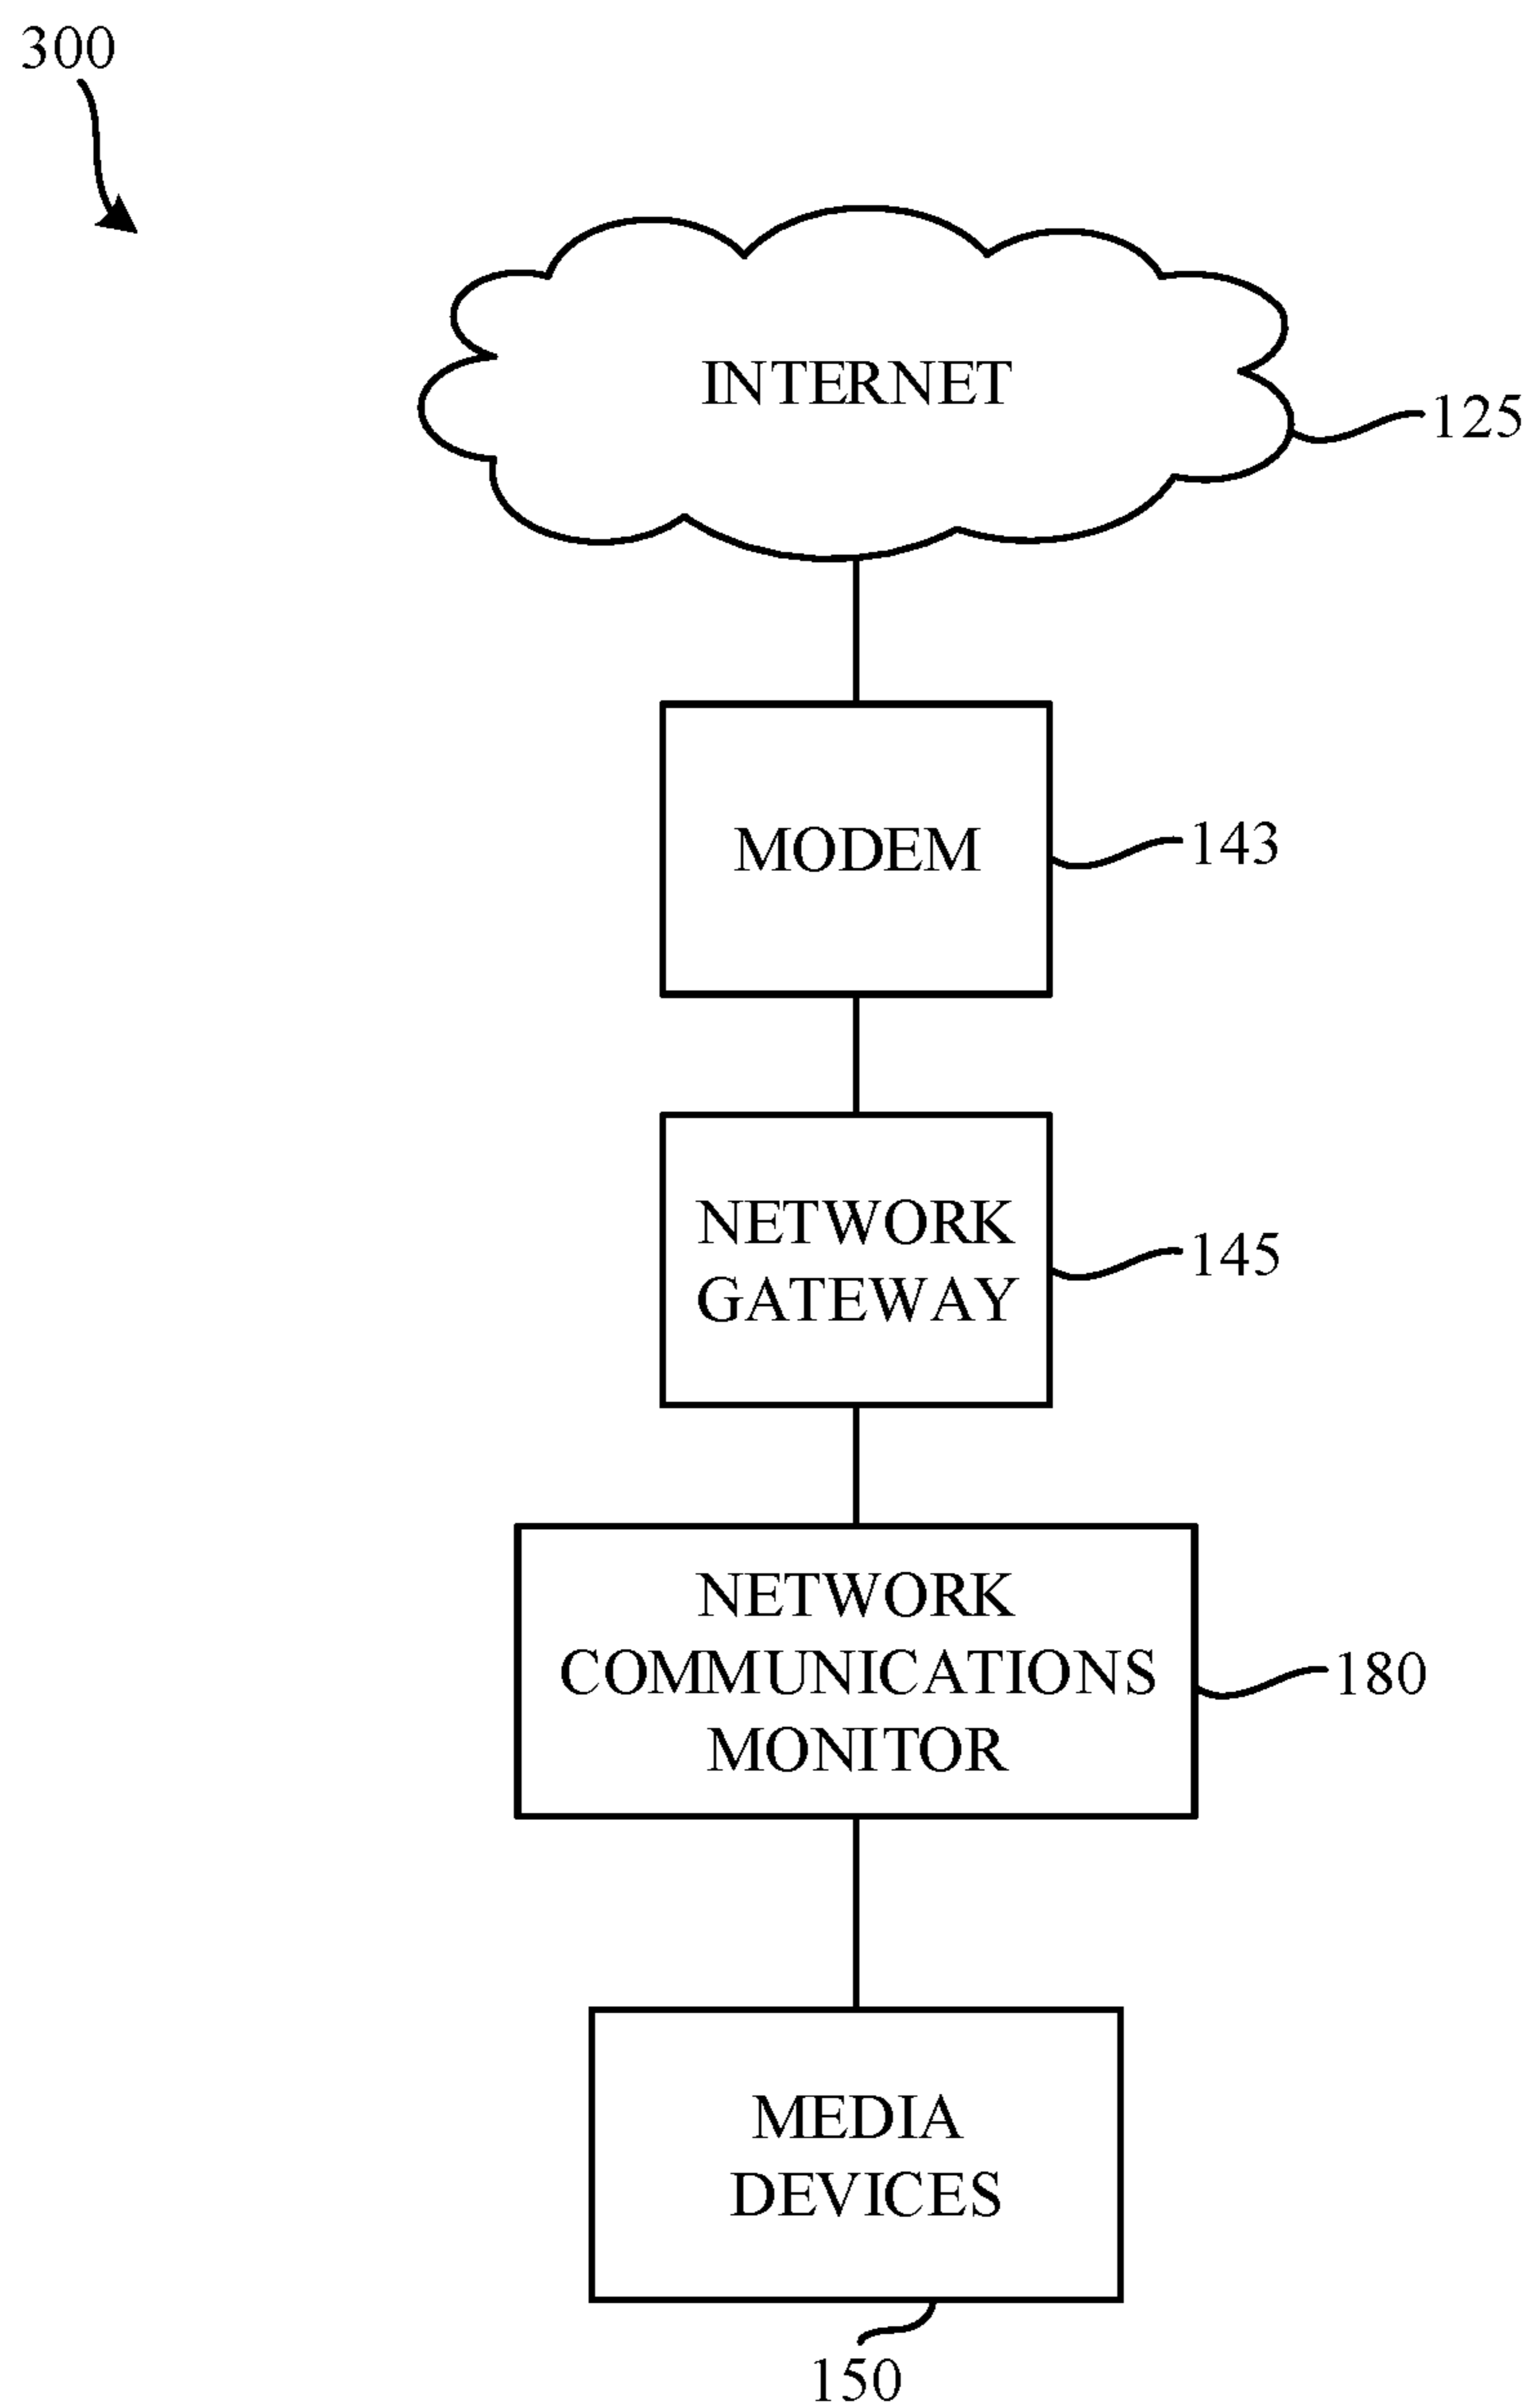 300
INTERNET
125
MODEM
143
NETWORK
GATEWAY
145
NETWORK
COMMUNICATIONS
MONITOR
180
MEDIA
DEVICES
150